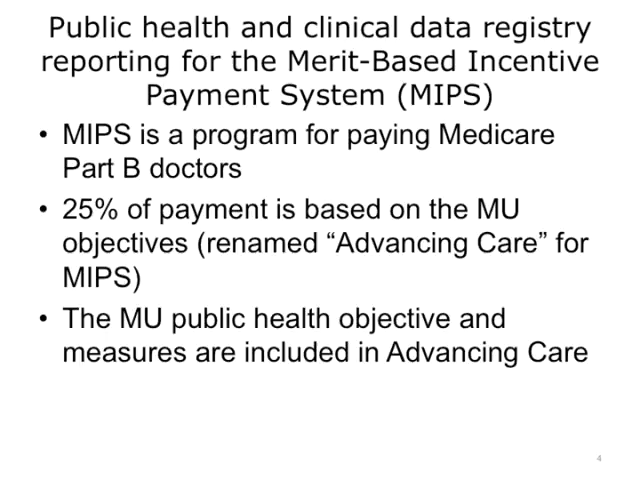 Public health and clinical data registry
reporting for the Merit-Based Incentive
Payment System (MIPS)
• MIPS is a program for paying Medicare
Part B doctors
• 25% of payment is based on the MU
objectives (renamed “Advancing Care” for
MIPS)
• The MU public health objective and
measures are included in Advancing Care
4